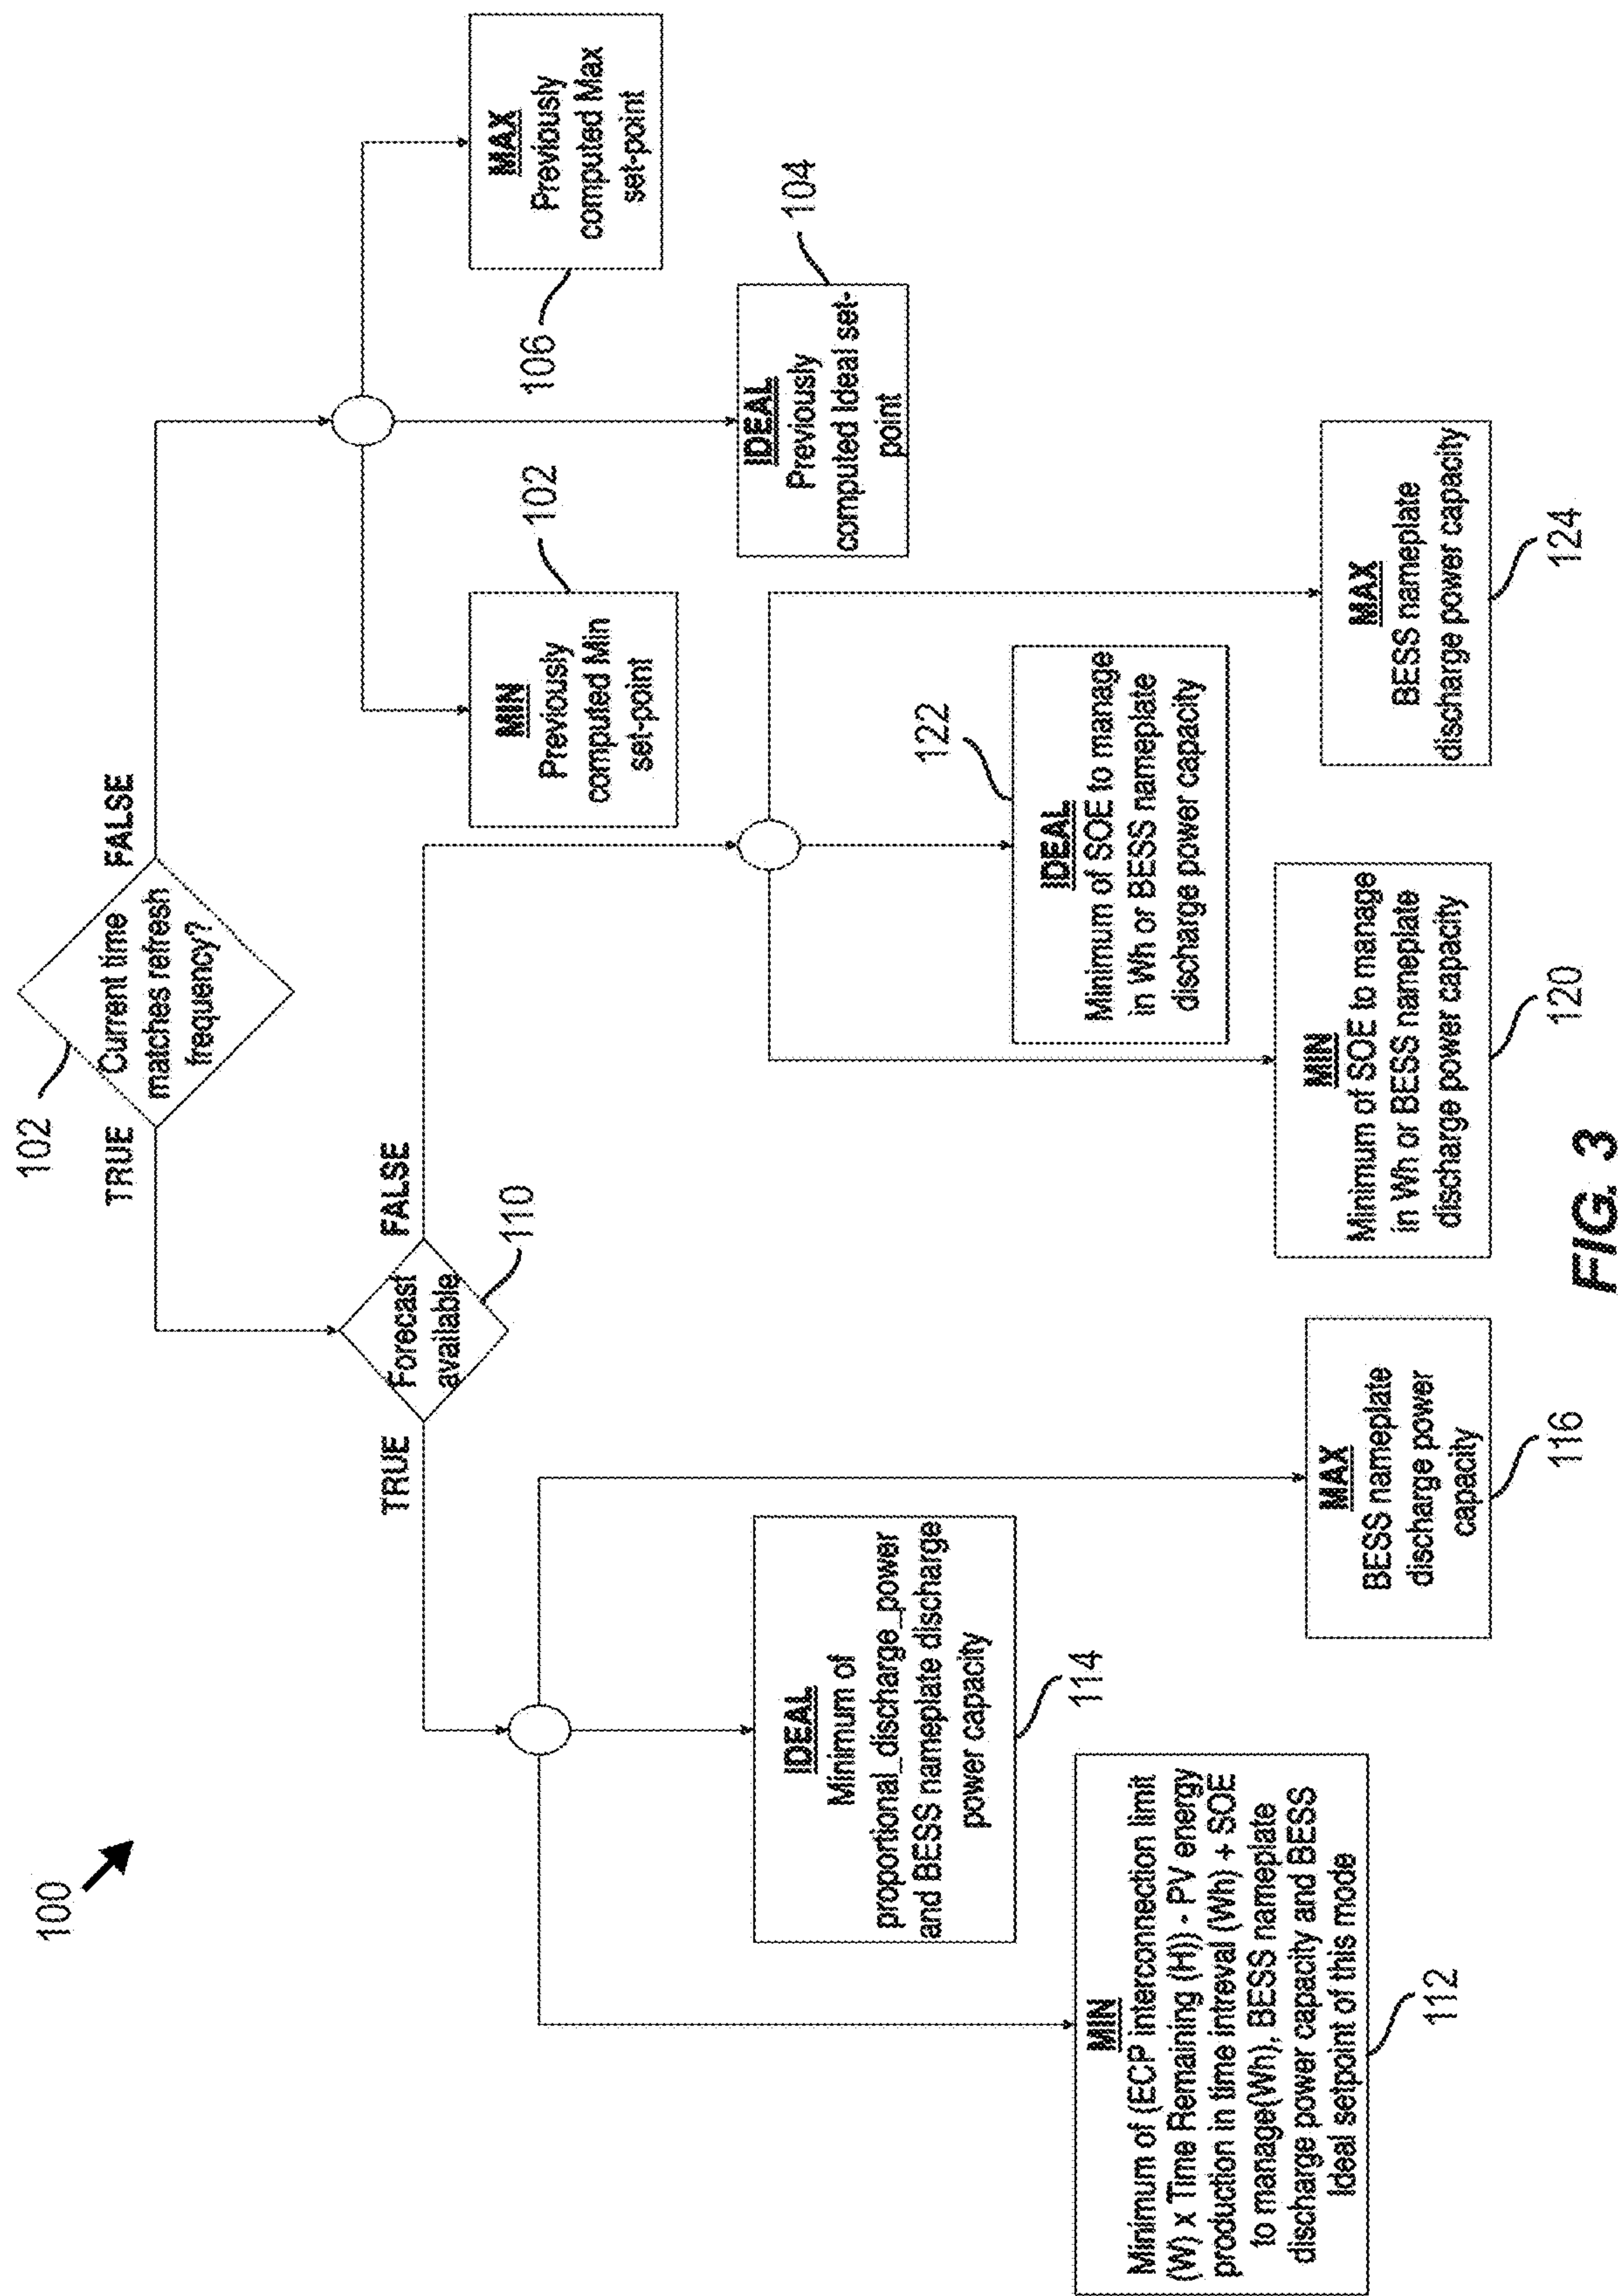 100
102
Current time
matches refresh
frequency?
TRUE
FALSE
MIN
Previously
computed Min
set-point
102
IDEAL
Previously
computed Ideal set-
point
104
MAX
Previously
computed Max
set-point
106
Forecast
available
110
TRUE
FALSE
MIN
Minimum of (ECP interconnection limit
(W) x Time Remaining (H)) - PV energy
production in time intreval (Wh) + SOE
to manage(Wh), BESS nameplate
discharge power capacity and BESS
Ideal setpoint of this mode
112
IDEAL
Minimum of
proportional_discharge_power
and BESS nameplate discharge
power capacity
114
MAX
BESS nameplate
discharge power
capacity
116
MIN
Minimum of SOE to manage
in Wh or BESS nameplate
discharge power capacity
120
IDEAL
Minimum of SOE to manage
in Wh or BESS nameplate
discharge power capacity
122
MAX
BESS nameplate
discharge power capacity
124
FIG. 3